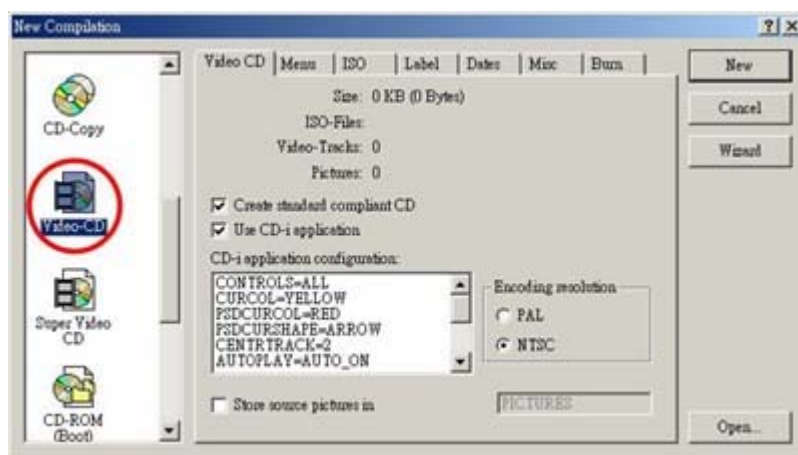 New Compilation
CD-Copy
Video-CD
Super Video
CD
CD-ROM
(Boot)
Video CD
Menu
ISO
Label
Dates
Misc
Burn
Size: 0 KB (0 Bytes)
ISO-Files:
Video-Tracks: 0
Pictures: 0
Create standard compliant CD
Use CD-i application
CD-i application configuration:
CONTROLS=ALL
CURCOL=YELLOW
PSDCURCOL=RED
PSDCURSHAPE=ARROW
CENTRTRACK=2
AUTOPLAY=AUTO_ON
Encoding resolution
PAL
NTSC
Store source pictures in
PICTURES
New
Cancel
Wizard
Open...